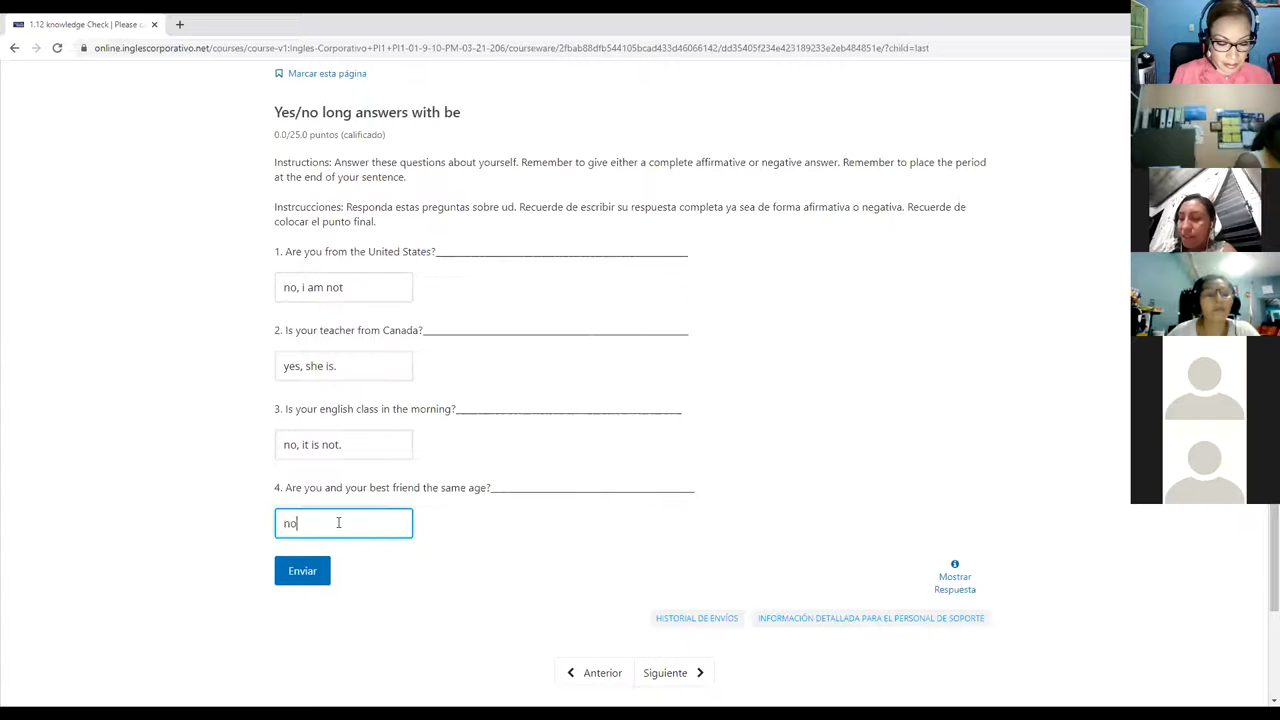 1.12 knowledge Check | Please c
online.inglescorporativo.net/courses/course-v1:Ingles-Corporativo+PI1+PI1-01-9-10-PM-03-21-206/courseware/2fbab88dfb544105bcad433d46066142/dd35405f234e423189233e2eb484851e/?child=last
Marcar esta página
Yes/no long answers with be
0.0/25.0 puntos (calificado)
Instructions: Answer these questions about yourself. Remember to give either a complete affirmative or negative answer. Remember to place the period
at the end of your sentence.
Instrucciones: Responda estas preguntas sobre ud. Recuerde de escribir su respuesta completa ya sea de forma afirmativa o negativa. Recuerde de
colocar el punto final.
1. Are you from the United States?
no, i am not
2. Is your teacher from Canada?
yes, she is.
3. Is your english class in the morning?
no, it is not.
4. Are you and your best friend the same age?
no
Enviar
Mostrar
Respuesta
HISTORIAL DE ENVÍOS
INFORMACIÓN DETALLADA PARA EL PERSONAL DE SOPORTE
Anterior
Siguiente